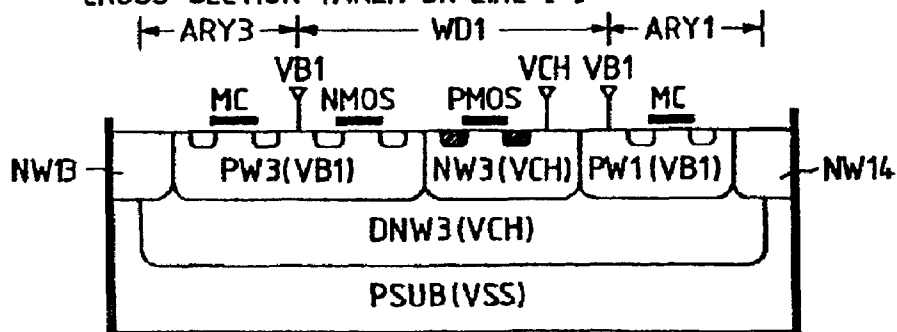 ARY3 WD1 ARY1
VB1 VCH VB1
MC NMOS PMOS MC
NW13 PW3(VB1) NW3(VCH) PW1(VB1) NW14
DNW3(VCH)
PSUB(VSS)